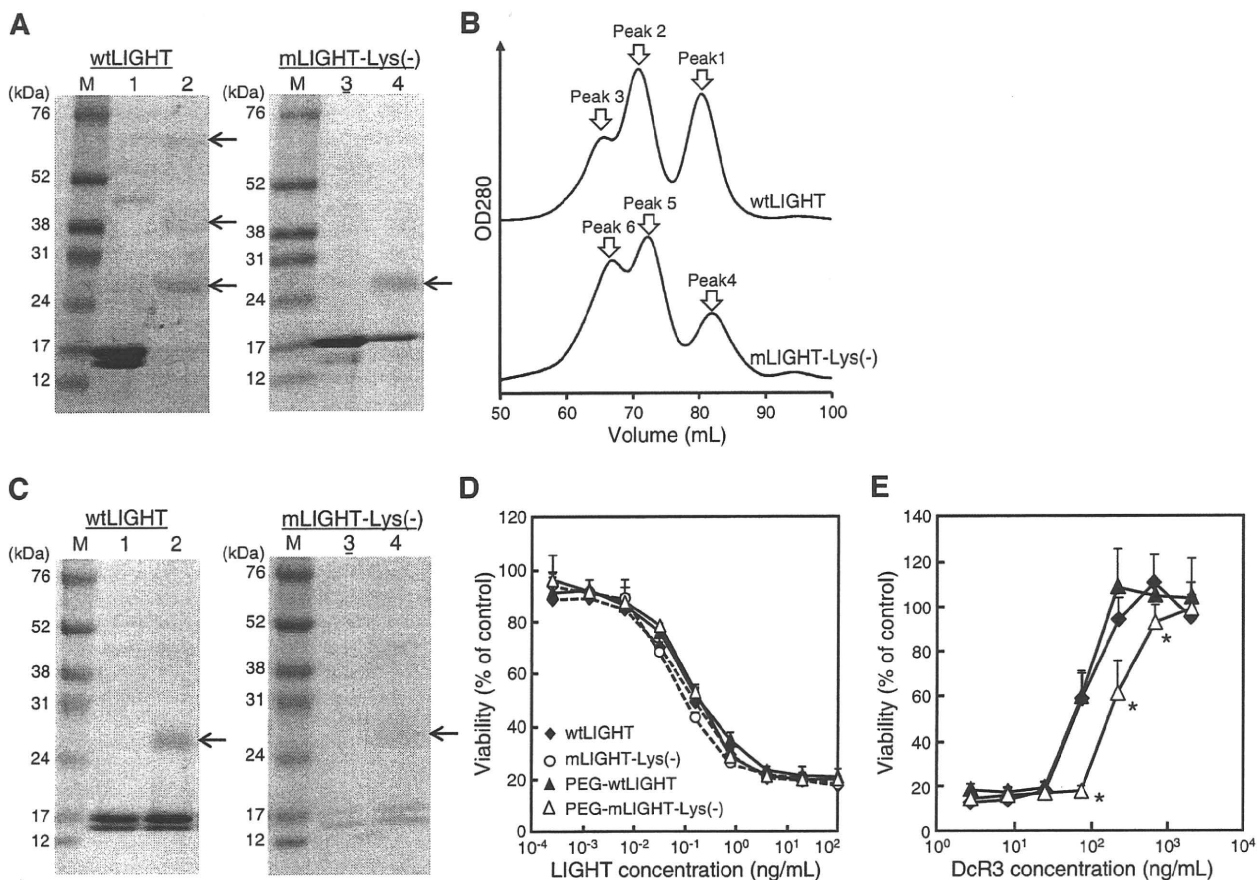 A
wtLIGHT
mLIGHT-Lys(-)
(kDa) M 1 2
(kDa) M 3 4
76
52
38
31
24
17
12
76
52
38
31
24
17
12
B
Peak 3
Peak 2
Peak1
wtLIGHT
Peak 6
Peak 5
Peak4
mLIGHT-Lys(-)
OD280
50 60 70 80 90 100
Volume (mL)
C
wtLIGHT
mLIGHT-Lys(-)
(kDa) M 1 2
(kDa) M 3 4
76
52
38
31
24
17
12
76
52
38
31
24
17
12
D
Viability (% of control)
120
100
80
60
40
20
0
wtLIGHT
mLIGHT-Lys(-)
PEG-wtLIGHT
PEG-mLIGHT-Lys(-)
10-4 10-3 10-2 10-1 100 101 102
LIGHT concentration (ng/mL)
E
Viability (% of control)
140
120
100
80
60
40
20
0
*
*
*
100 101 102 103 104
DcR3 concentration (ng/mL)